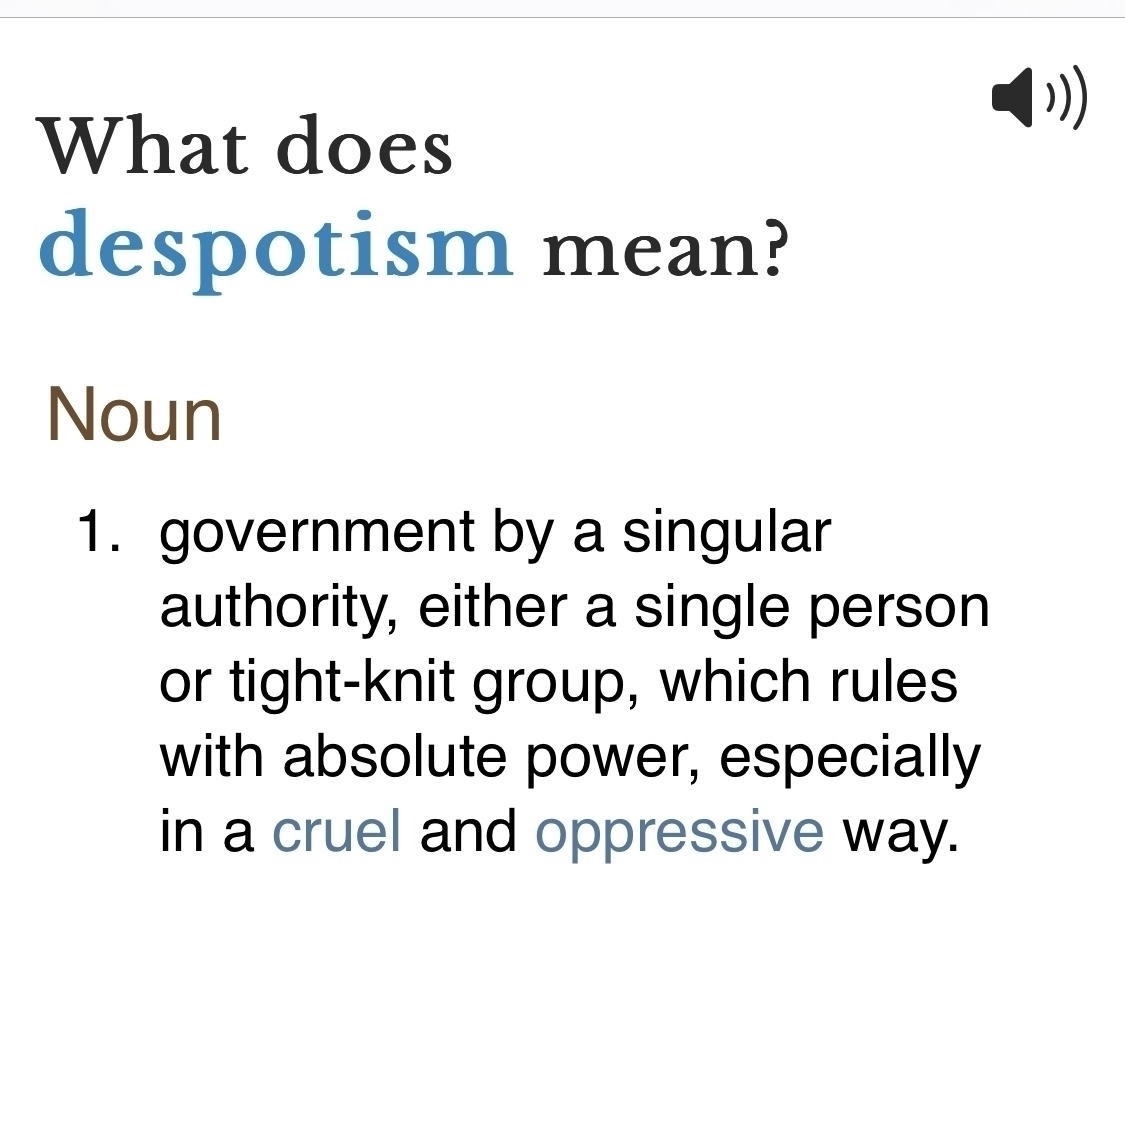 What does
despotism mean?
Noun
1. government by a singular
authority, either a single person
or tight-knit group, which rules
with absolute power, especially
in a cruel and oppressive way.